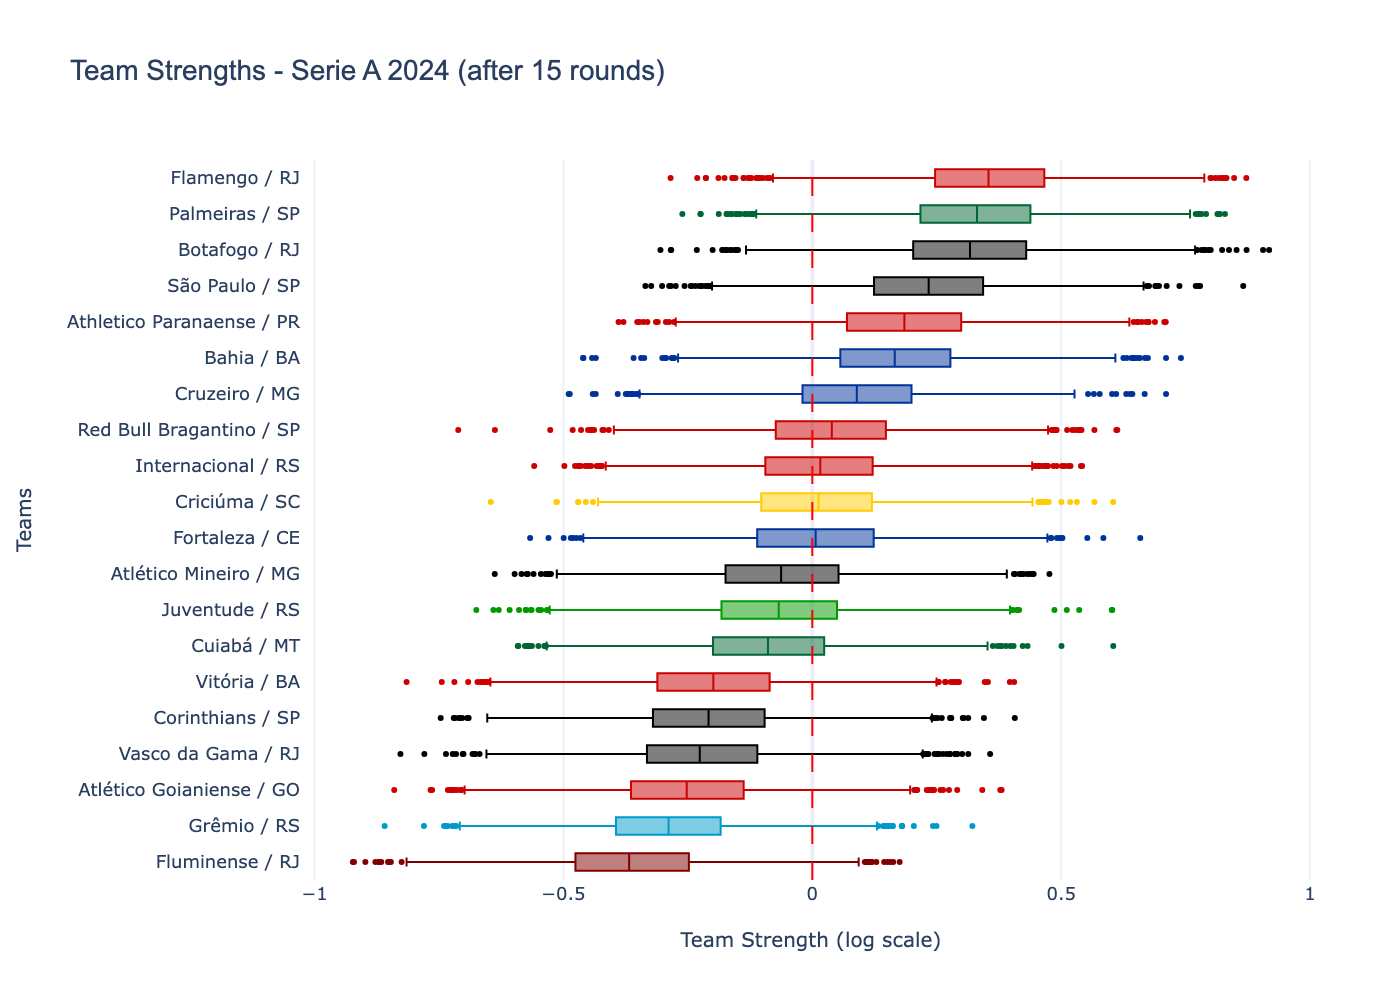 Team Strengths - Serie A 2024 (after 15 rounds)
Teams
Flamengo / RJ
Palmeiras / SP
Botafogo / RJ
São Paulo / SP
Athletico Paranaense / PR
Bahia / BA
Cruzeiro / MG
Red Bull Bragantino / SP
Internacional / RS
Criciúma / SC
Fortaleza / CE
Atlético Mineiro / MG
Juventude / RS
Cuiabá / MT
Vitória / BA
Corinthians / SP
Vasco da Gama / RJ
Atlético Goianiense / GO
Grêmio / RS
Fluminense / RJ
−1 −0.5 0 0.5 1
Team Strength (log scale)